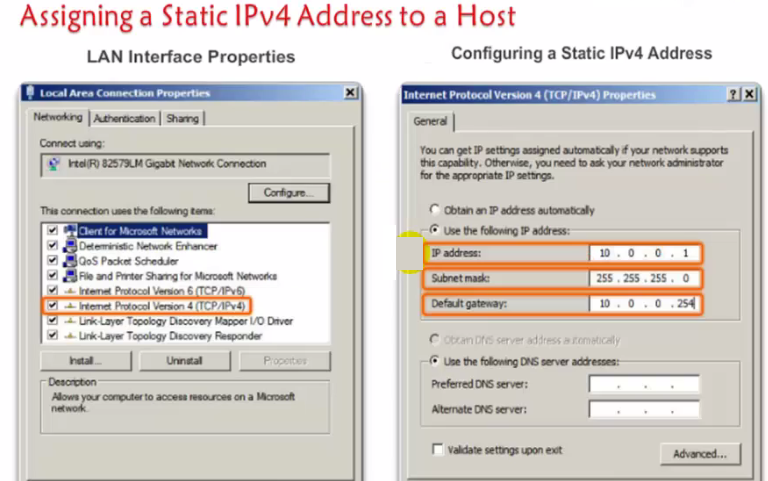 Assigning a Static IPv4 Address to a Host
LAN Interface Properties
Configuring a Static IPv4 Address
Local Area Connection Properties
Networking Authentication Sharing
Connect using:
Intel(R) 82579LM Gigabit Network Connection
Configure...
This connection uses the following items:
Client for Microsoft Networks
Deterministic Network Enhancer
QoS Packet Scheduler
File and Printer Sharing for Microsoft Networks
Internet Protocol Version 6 (TCP/IPv6)
Internet Protocol Version 4 (TCP/IPv4)
Link-Layer Topology Discovery Mapper I/O Driver
Link-Layer Topology Discovery Responder
Install... Uninstall Properties
Description
Allows your computer to access resources on a Microsoft
network.
Internet Protocol Version 4 (TCP/IPv4) Properties
General
You can get IP settings assigned automatically if your network supports
this capability. Otherwise, you need to ask your network administrator
for the appropriate IP settings.
Obtain an IP address automatically
Use the following IP address:
IP address: 10 . 0 . 0 . 1
Subnet mask: 255 . 255 . 255 . 0
Default gateway: 10 . 0 . 0 . 254
Obtain DNS server address automatically
Use the following DNS server addresses:
Preferred DNS server: . . .
Alternate DNS server: . . .
Validate settings upon exit
Advanced...